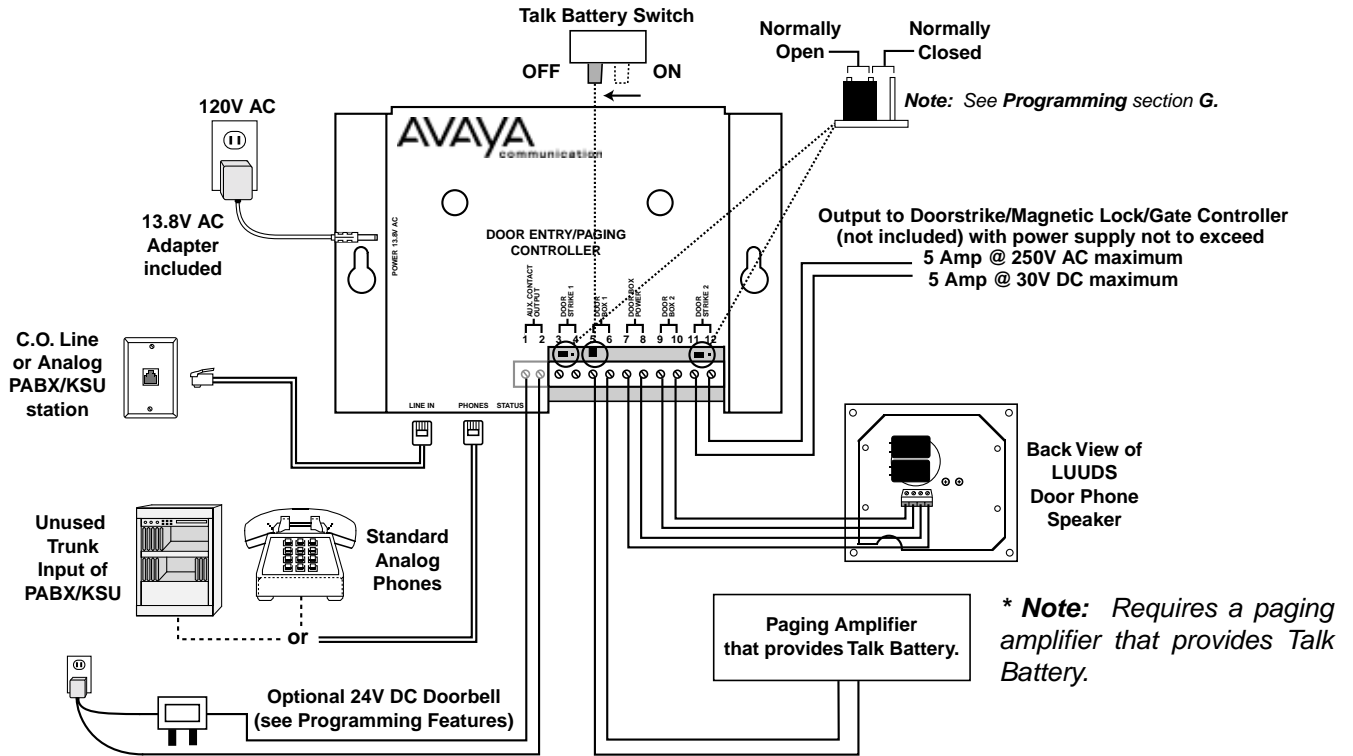 Talk Battery Switch
OFF
ON
Normally
Open
Normally
Closed
Note: See Programming section G.
120V AC
13.8V AC
Adapter
included
AVAYA
communication
POWER 13.8V AC
DOOR ENTRY/PAGING
CONTROLLER
AUX. CONTACT
OUTPUT
DOOR
STRIKE 1
DOOR
BOX 1
DOOR BOX
POWER
DOOR
BOX 2
DOOR
STRIKE 2
1 2 3 4 5 6 7 8 9 10 11 12
LINE IN
PHONES
STATUS
Output to Doorstrike/Magnetic Lock/Gate Controller
(not included) with power supply not to exceed
5 Amp @ 250V AC maximum
5 Amp @ 30V DC maximum
C.O. Line
or Analog
PABX/KSU
station
Back View of
LUUDS
Door Phone
Speaker
Unused
Trunk
Input of
PABX/KSU
Standard
Analog
Phones
or
Paging Amplifier
that provides Talk Battery.
* Note: Requires a paging
amplifier that provides Talk
Battery.
Optional 24V DC Doorbell
(see Programming Features)